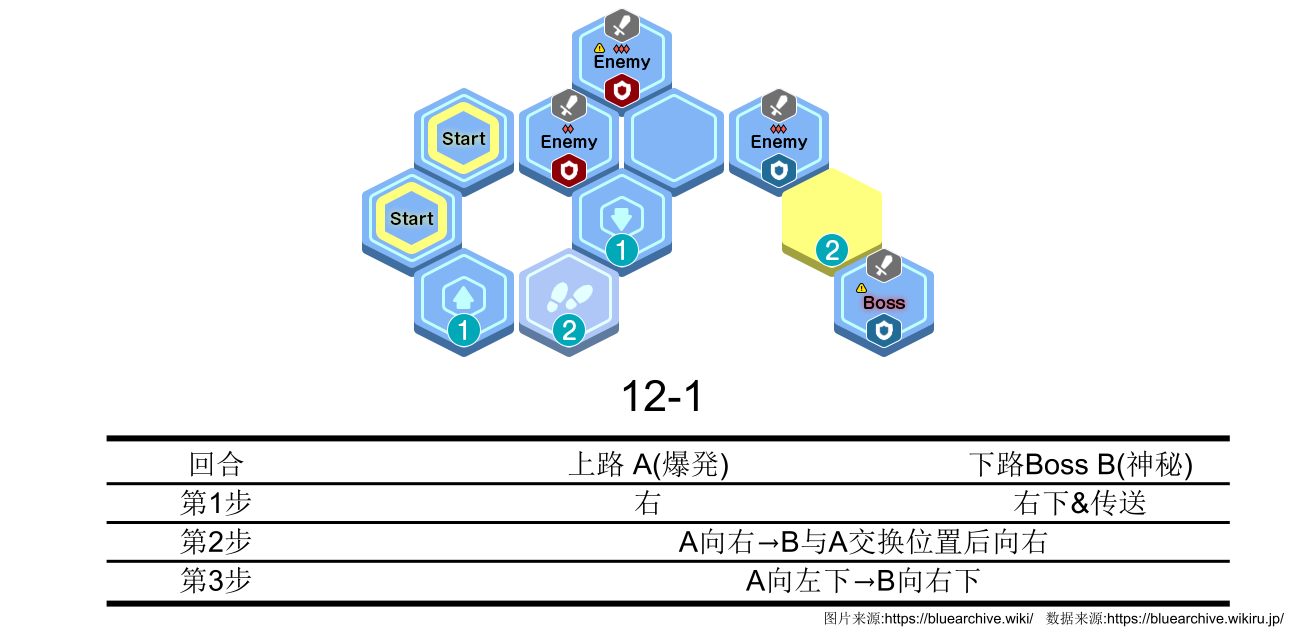 Enemy
Start Enemy Enemy
Start
1 2
1 2 Boss
12-1
回合 上路 A(爆発) 下路Boss B(神秘)
第1步 右 右下&传送
第2步 A向右→B与A交换位置后向右
第3步 A向左下→B向右下
图片来源:https://bluearchive.wiki/ 数据来源:https://bluearchive.wikiru.jp/